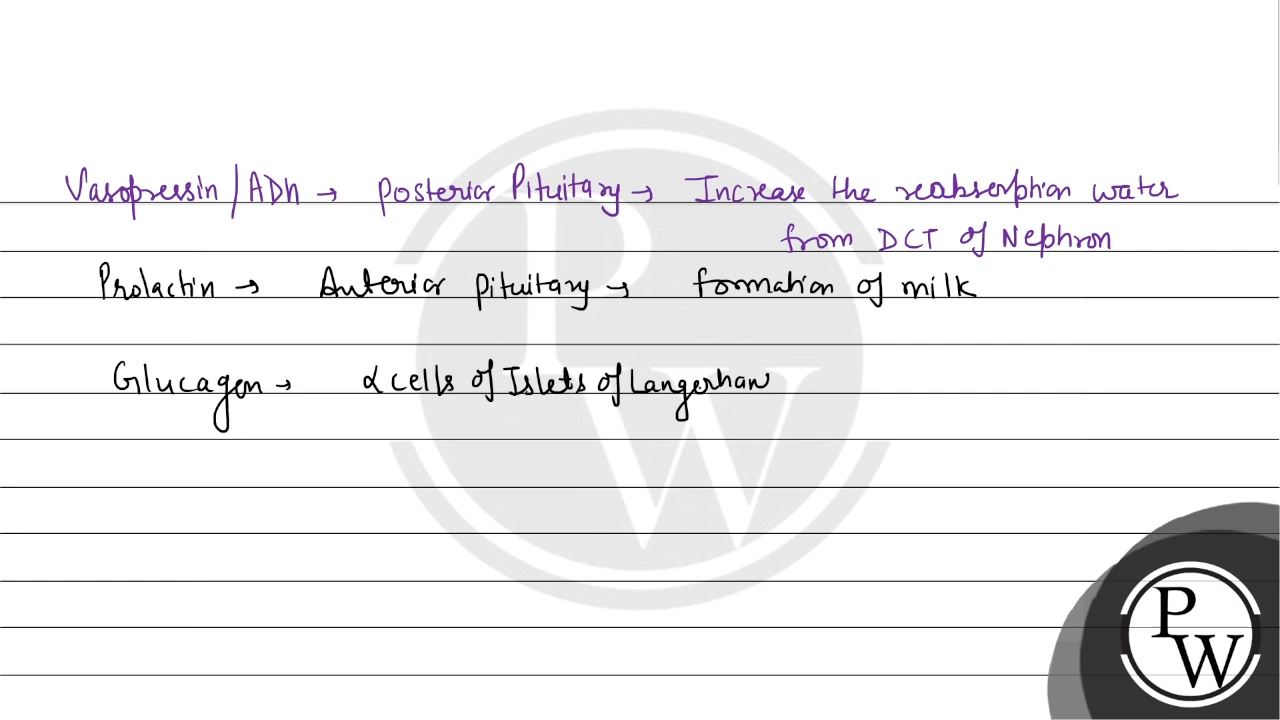 Vasopressin/ADh → Posterior Pituitary → Increase the reabsorption water
from DCT of Nephron
Prolactin → Anterior pituitary → formation of milk
Glucagon → α cells of Islets of Langerhan
PW
PW